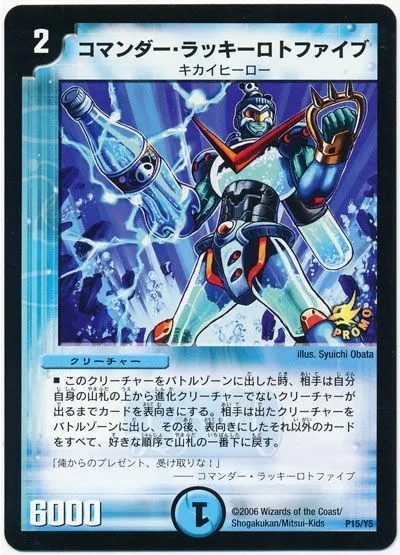 2
コマンダー・ラッキーロトファイブ
キカイヒーロー
PROMO
illus. Syuichi Obata
クリーチャー
■ このクリーチャーをバトルゾーンに出した時、相手は自分
自身の山札の上から進化クリーチャーでないクリーチャーが
出るまでカードを表向きにする。相手は出たクリーチャーを
バトルゾーンに出し、その後、表向きにしたそれ以外のカード
をすべて、好きな順序で山札の一番下に戻す。
「俺からのプレゼント、受け取りな！」
―― コマンダー・ラッキーロトファイブ
6000
1
©2006 Wizards of the Coast/
Shogakukan/Mitsui-Kids
P15/Y5